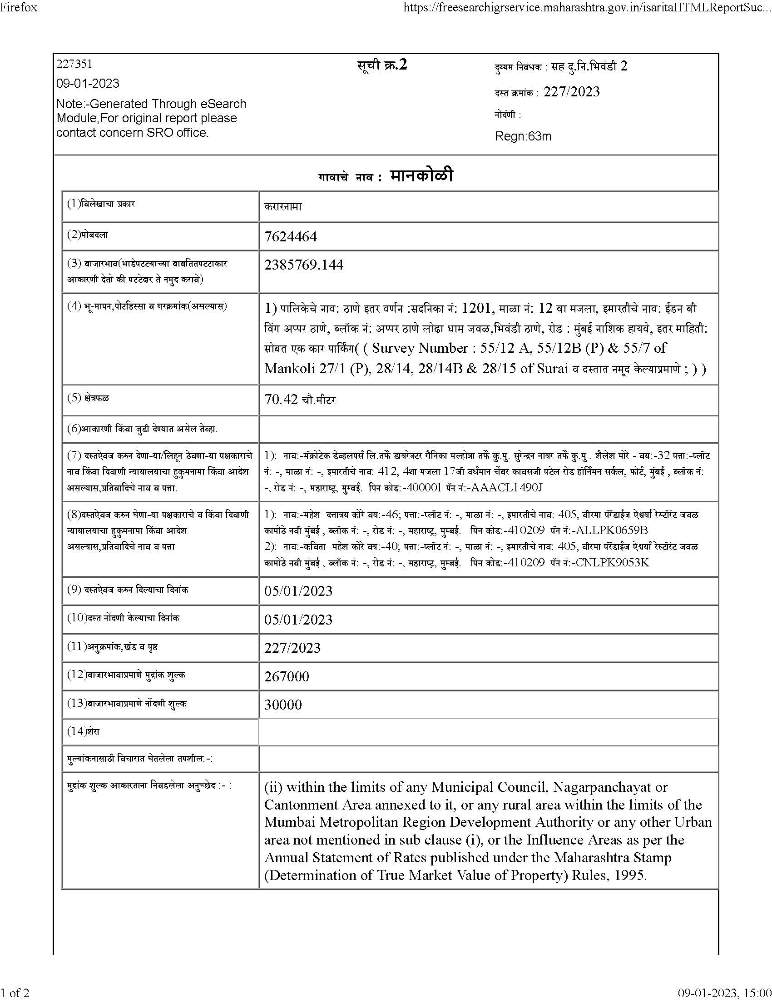 Firefox
https://freesearchigrservice.maharashtra.gov.in/isaritaHTMLReportSuc...
227351
09-01-2023
Note:-Generated Through eSearch
Module,For original report please
contact concern SRO office.
सूची क्र.2
दुय्यम निबंधक : सह दु.नि.भिवंडी 2
दस्त क्रमांक : 227/2023
नोदंणी :
Regn:63m
गावाचे नाव : मानकोळी
(1)विलेखाचा प्रकार
करारनामा
(2)मोबदला
7624464
(3) बाजारभाव(भाडेपटटयाच्या बाबतितपटटाकार
आकारणी देतो की पटटेदार ते नमुद करावे)
2385769.144
(4) भू-मापन,पोटहिस्सा व घरक्रमांक(असल्यास)
1) पालिकेचे नाव: ठाणे इतर वर्णन :सदनिका नं: 1201, माळा नं: 12 वा मजला, इमारतीचे नाव: ईडन बी
विंग अप्पर ठाणे, ब्लॉक नं: अप्पर ठाणे लोढा धाम जवळ,भिवंडी ठाणे, रोड : मुंबई नाशिक हायवे, इतर माहिती:
सोबत एक कार पार्किंग( ( Survey Number : 55/12 A, 55/12B (P) & 55/7 of
Mankoli 27/1 (P), 28/14, 28/14B & 28/15 of Surai व दस्तात नमूद केल्याप्रमाणे ; ) )
(5) क्षेत्रफळ
70.42 चौ.मीटर
(6)आकारणी किंवा जुडी देण्यात असेल तेव्हा.
(7) दस्तऐवज करुन देणा-या/लिहून ठेवणा-या पक्षकाराचे
नाव किंवा दिवाणी न्यायालयाचा हुकुमनामा किंवा आदेश
असल्यास,प्रतिवादिचे नाव व पत्ता.
1): नाव:-मॅक्रोटेक डेव्हलपर्स लि.तर्फे डायरेक्टर रौनिका मल्होत्रा तर्फे कु.मु. सुरेन्द्रन नायर तर्फे कु.मु . शैलेश मोरे - वय:-32 पत्ता:-प्लॉट
नं: -, माळा नं: -, इमारतीचे नाव: 412, 4था मजला 17जी वर्धमान चेंबर कावसजी पटेल रोड हॉर्निमन सर्कल, फोर्ट, मुंबई , ब्लॉक नं:
-, रोड नं: -, महाराष्ट्र, मुम्बई. पिन कोड:-400001 पॅन नं:-AAACL1490J
(8)दस्तऐवज करुन घेणा-या पक्षकाराचे व किंवा दिवाणी
न्यायालयाचा हुकुमनामा किंवा आदेश
असल्यास,प्रतिवादिचे नाव व पत्ता
1): नाव:-महेश दत्तात्रय कोरे वय:-46; पत्ता:-प्लॉट नं: -, माळा नं: -, इमारतीचे नाव: 405, वीरमा पॅरॅडाईज ऐश्वर्या रेस्टॉरंट जवळ
कामोठे नवी मुंबई , ब्लॉक नं: -, रोड नं: -, महाराष्ट्र, मुम्बई. पिन कोड:-410209 पॅन नं:-ALLPK0659B
2): नाव:-कविता महेश कोरे वय:-40; पत्ता:-प्लॉट नं: -, माळा नं: -, इमारतीचे नाव: 405, वीरमा पॅरॅडाईज ऐश्वर्या रेस्टॉरंट जवळ
कामोठे नवी मुंबई , ब्लॉक नं: -, रोड नं: -, महाराष्ट्र, मुम्बई. पिन कोड:-410209 पॅन नं:-CNLPK9053K
(9) दस्तऐवज करुन दिल्याचा दिनांक
05/01/2023
(10)दस्त नोंदणी केल्याचा दिनांक
05/01/2023
(11)अनुक्रमांक,खंड व पृष्ठ
227/2023
(12)बाजारभावाप्रमाणे मुद्रांक शुल्क
267000
(13)बाजारभावाप्रमाणे नोंदणी शुल्क
30000
(14)शेरा
मुल्यांकनासाठी विचारात घेतलेला तपशील:-:
मुद्रांक शुल्क आकारताना निवडलेला अनुच्छेद :- :
(ii) within the limits of any Municipal Council, Nagarpanchayat or
Cantonment Area annexed to it, or any rural area within the limits of the
Mumbai Metropolitan Region Development Authority or any other Urban
area not mentioned in sub clause (i), or the Influence Areas as per the
Annual Statement of Rates published under the Maharashtra Stamp
(Determination of True Market Value of Property) Rules, 1995.
1 of 2
09-01-2023, 15:00